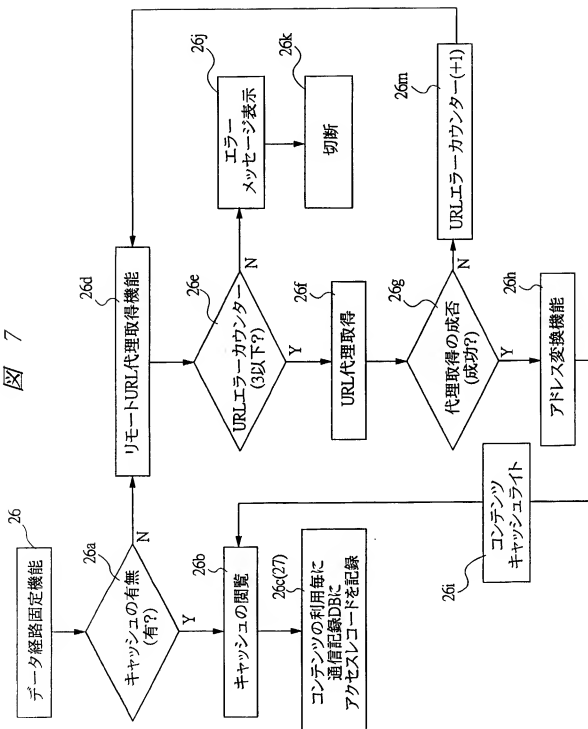 図 7
26
データ経路固定機能
26a
キャッシュの有無
(有?)
N
Y
26b
キャッシュの閲覧
26c(27)
コンテンツの利用毎に
通信記録DBに
アクセスレコードを記録
26d
リモートURL代理取得機能
26e
URLエラーカウンター
(3以下?)
N
Y
26j
エラー
メッセージ表示
26k
切断
26f
URL代理取得
26g
代理取得の成否
(成功?)
N
Y
26m
URLエラーカウンター(+1)
26h
アドレス変換機能
26i
コンテンツ
キャッシュライト